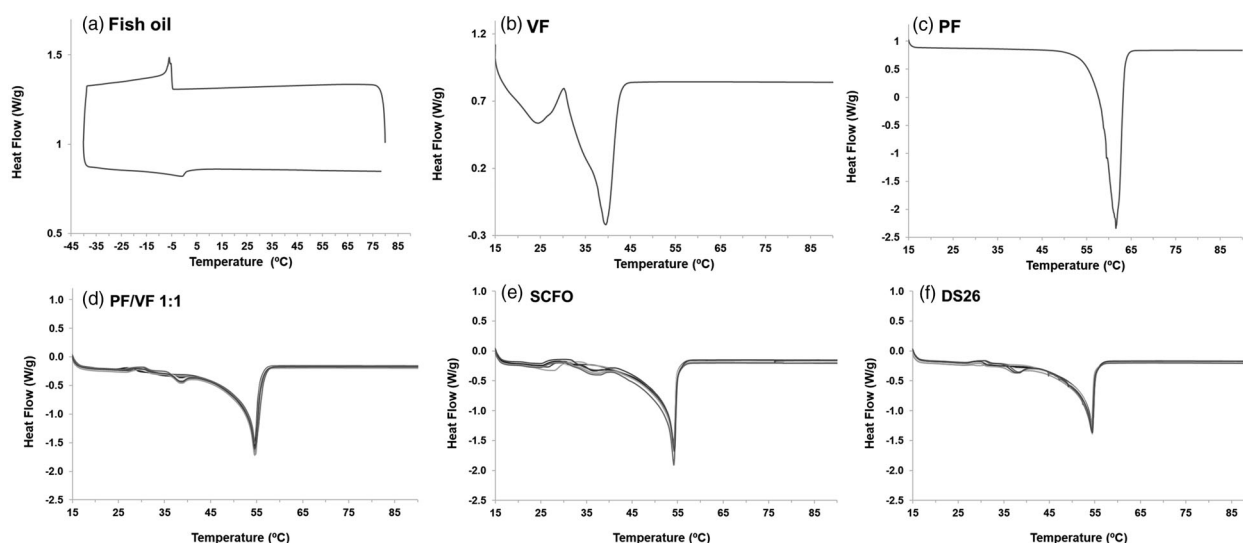 (a) Fish oil
Heat Flow (W/g)
1.5
1
0.5
-45 -35 -25 -15 -5 5 15 25 35 45 55 65 75 85
Temperature (ºC)
(b) VF
Heat Flow (W/g)
1.2
0.7
0.2
-0.3
15 25 35 45 55 65 75 85
Temperature (ºC)
(c) PF
Heat Flow (W/g)
1
0.5
0
-0.5
-1
-1.5
-2
-2.5
15 25 35 45 55 65 75 85
Temperature (ºC)
(d) PF/VF 1:1
Heat Flow (W/g)
1.0
0.5
0.0
-0.5
-1.0
-1.5
-2.0
-2.5
15 25 35 45 55 65 75 85
Temperature (ºC)
(e) SCFO
Heat Flow (W/g)
1.0
0.5
0.0
-0.5
-1.0
-1.5
-2.0
-2.5
15 25 35 45 55 65 75 85
Temperature (ºC)
(f) DS26
Heat Flow (W/g)
1.0
0.5
0.0
-0.5
-1.0
-1.5
-2.0
-2.5
15 25 35 45 55 65 75 85
Temperature (ºC)